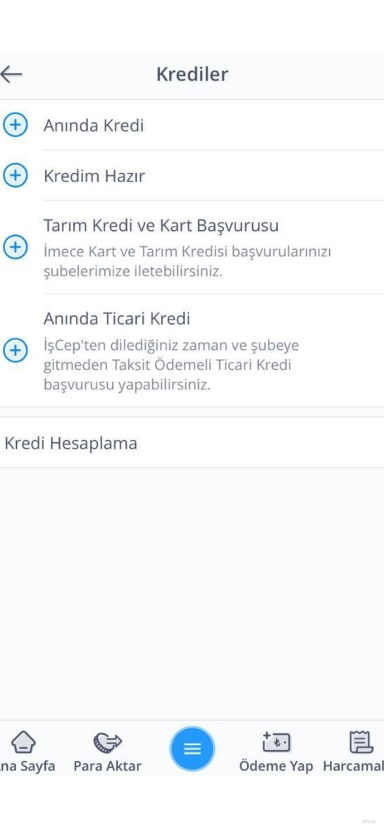 Krediler
Anında Kredi
Kredim Hazır
Tarım Kredi ve Kart Başvurusu
İmece Kart ve Tarım Kredisi başvurularınızı
şubelerimize iletebilirsiniz.
Anında Ticari Kredi
İşCep'ten dilediğiniz zaman ve şubeye
gitmeden Taksit Ödemeli Ticari Kredi
başvurusu yapabilirsiniz.
Kredi Hesaplama
na Sayfa Para Aktar Ödeme Yap Harcamal